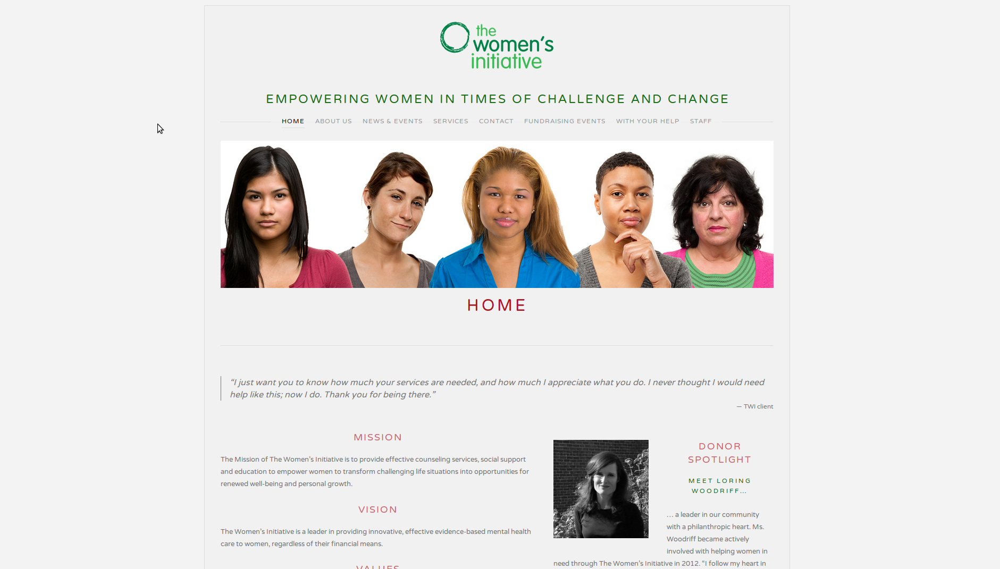 the
women's
initiative
EMPOWERING WOMEN IN TIMES OF CHALLENGE AND CHANGE
HOME ABOUT US NEWS & EVENTS SERVICES CONTACT FUNDRAISING EVENTS WITH YOUR HELP STAFF
HOME
“I just want you to know how much your services are needed, and how much I appreciate what you do. I never thought I would need
help like this; now I do. Thank you for being there.”
— TWI client
MISSION
The Mission of The Women’s Initiative is to provide effective counseling services, social support
and education to empower women to transform challenging life situations into opportunities for
renewed well-being and personal growth.
VISION
The Women’s Initiative is a leader in providing innovative, effective evidence-based mental health
care to women, regardless of their financial means.
VALUES
DONOR
SPOTLIGHT
MEET LORING
WOODRIFF…
… a leader in our community
with a philanthropic heart. Ms.
Woodriff became actively
involved with helping women in
need through The Women’s Initiative in 2012. “I follow my heart in